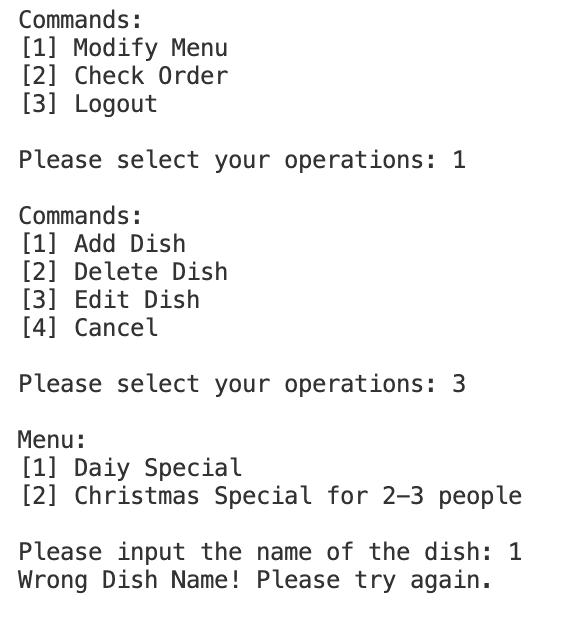 Commands:
[1] Modify Menu
[2] Check Order
[3] Logout
Please select your operations: 1
Commands:
[1] Add Dish
[2] Delete Dish
[3] Edit Dish
[4] Cancel
Please select your operations: 3
Menu:
[1] Daiy Special
[2] Christmas Special for 2–3 people
Please input the name of the dish: 1
Wrong Dish Name! Please try again.